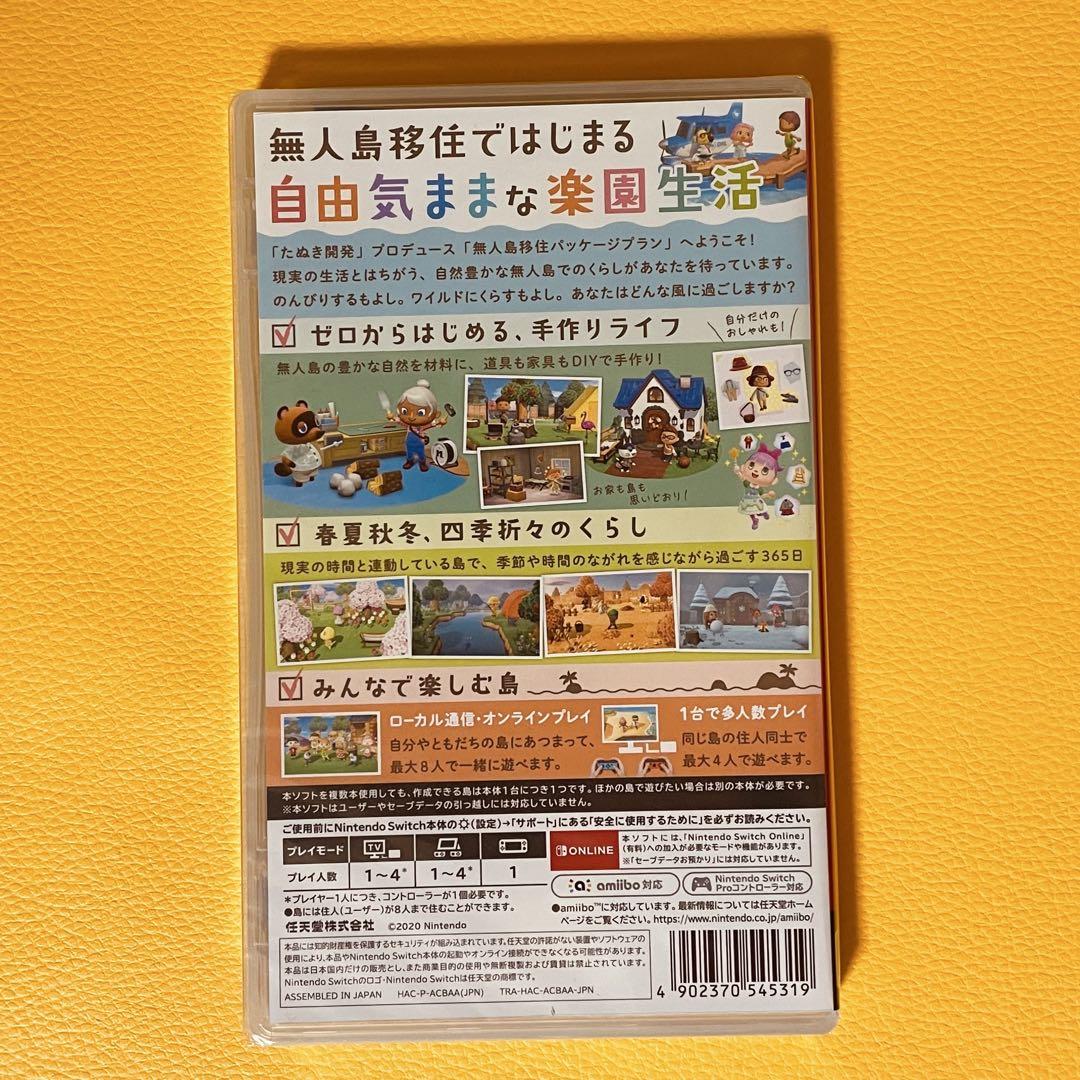 無人島移住ではじまる
自由気ままな楽園生活
「たぬき開発」プロデュース「無人島移住パッケージプラン」へようこそ!
現実の生活とはちがう、自然豊かな無人島でのくらしがあなたを待っています。
のんびりするもよし。ワイルドにくらすもよし。あなたはどんな風に過ごしますか?
ゼロからはじめる、手作りライフ
自分だけの
おしゃれも!
無人島の豊かな自然を材料に、道具も家具もDIYで手作り!
お家も島も
思いどおり!
春夏秋冬、四季折々のくらし
現実の時間と連動している島で、季節や時間のながれを感じながら過ごす365日
みんなで楽しむ島
ローカル通信・オンラインプレイ
自分やともだちの島にあつまって、
最大8人で一緒に遊べます。
1台で多人数プレイ
同じ島の住人同士で
最大4人で遊べます。
本ソフトを複数本使用しても、作成できる島は本体1台につき1つです。ほかの島で遊びたい場合は別の本体が必要です。
※本ソフトはユーザーやセーブデータの引っ越しには対応していません。
ご使用前にNintendo Switch本体の(設定)→「サポート」にある「安全に使用するために」を必ずお読みください。
プレイモード TV
プレイ人数 1~4* 1~4* 1
ONLINE
本ソフトには、「Nintendo Switch Online」
(有料)への加入が必要なモードや機能があります。
※「セーブデータお預かり」には対応していません。
amiibo 対応
Nintendo Switch
Proコントローラー対応
*プレイヤー1人につき、コントローラーが1個必要です。
●島には住人(ユーザー)が8人まで住むことができます。
●amiibo™に対応しています。最新情報については任天堂ホーム
ページをご覧ください。https://www.nintendo.co.jp/amiibo/
任天堂株式会社 ©2020 Nintendo
本品には知的財産権を保護するセキュリティが組み込まれています。任天堂の許諾がない装置やソフトウェアの
使用により、本品やNintendo Switch本体の起動やオンライン接続ができなくなる可能性があります。
本品は日本国内だけの販売とし、また商業目的の使用や無断複製および賃貸は禁止されています。
Nintendo Switchのロゴ・Nintendo Switchは任天堂の商標です。
ASSEMBLED IN JAPAN HAC-P-ACBAA(JPN) TRA-HAC-ACBAA-JPN
4 902370 545319